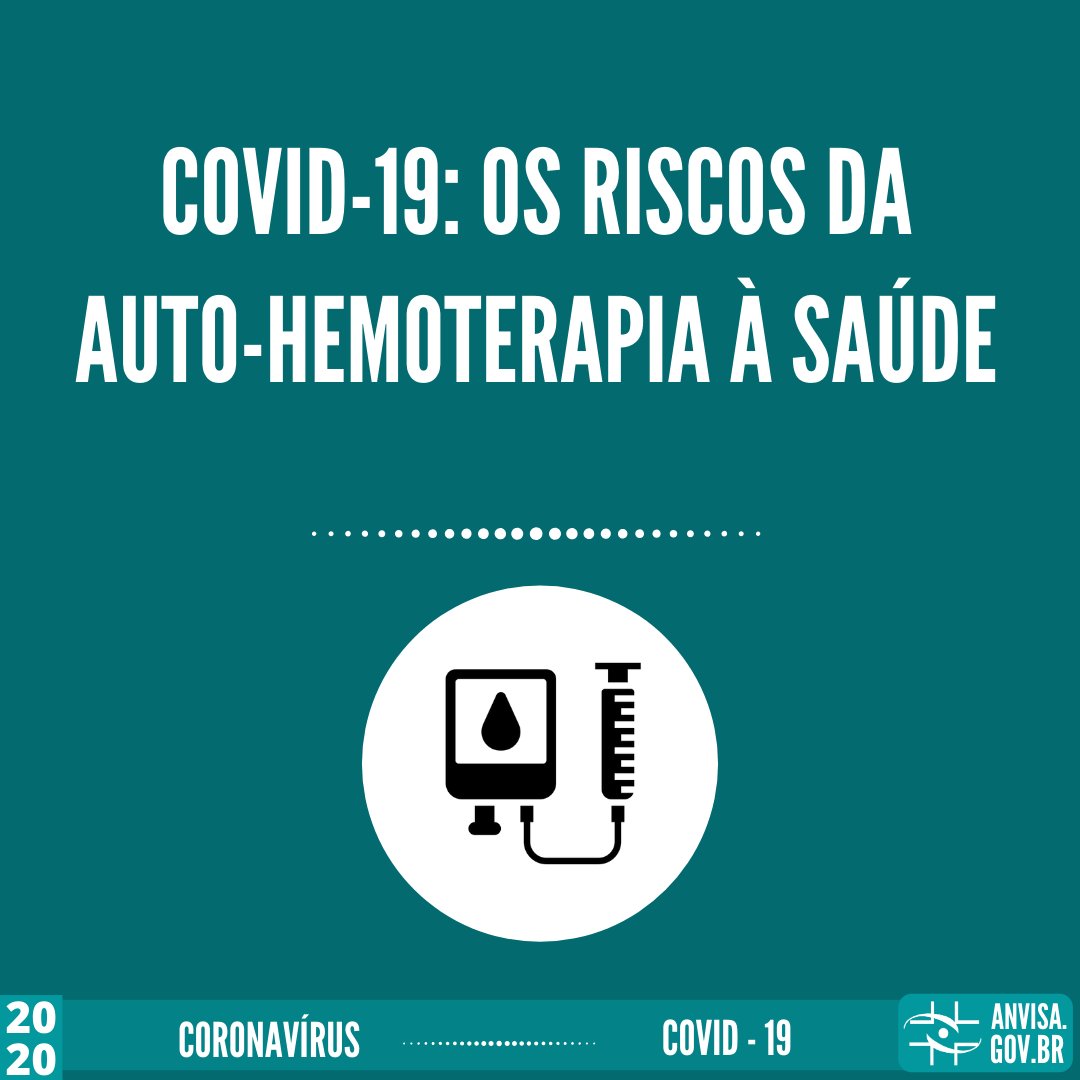 COVID-19: OS RISCOS DA
AUTO-HEMOTERAPIA À SAÚDE
20
20
CORONAVÍRUS
COVID - 19
ANVISA.
GOV.BR